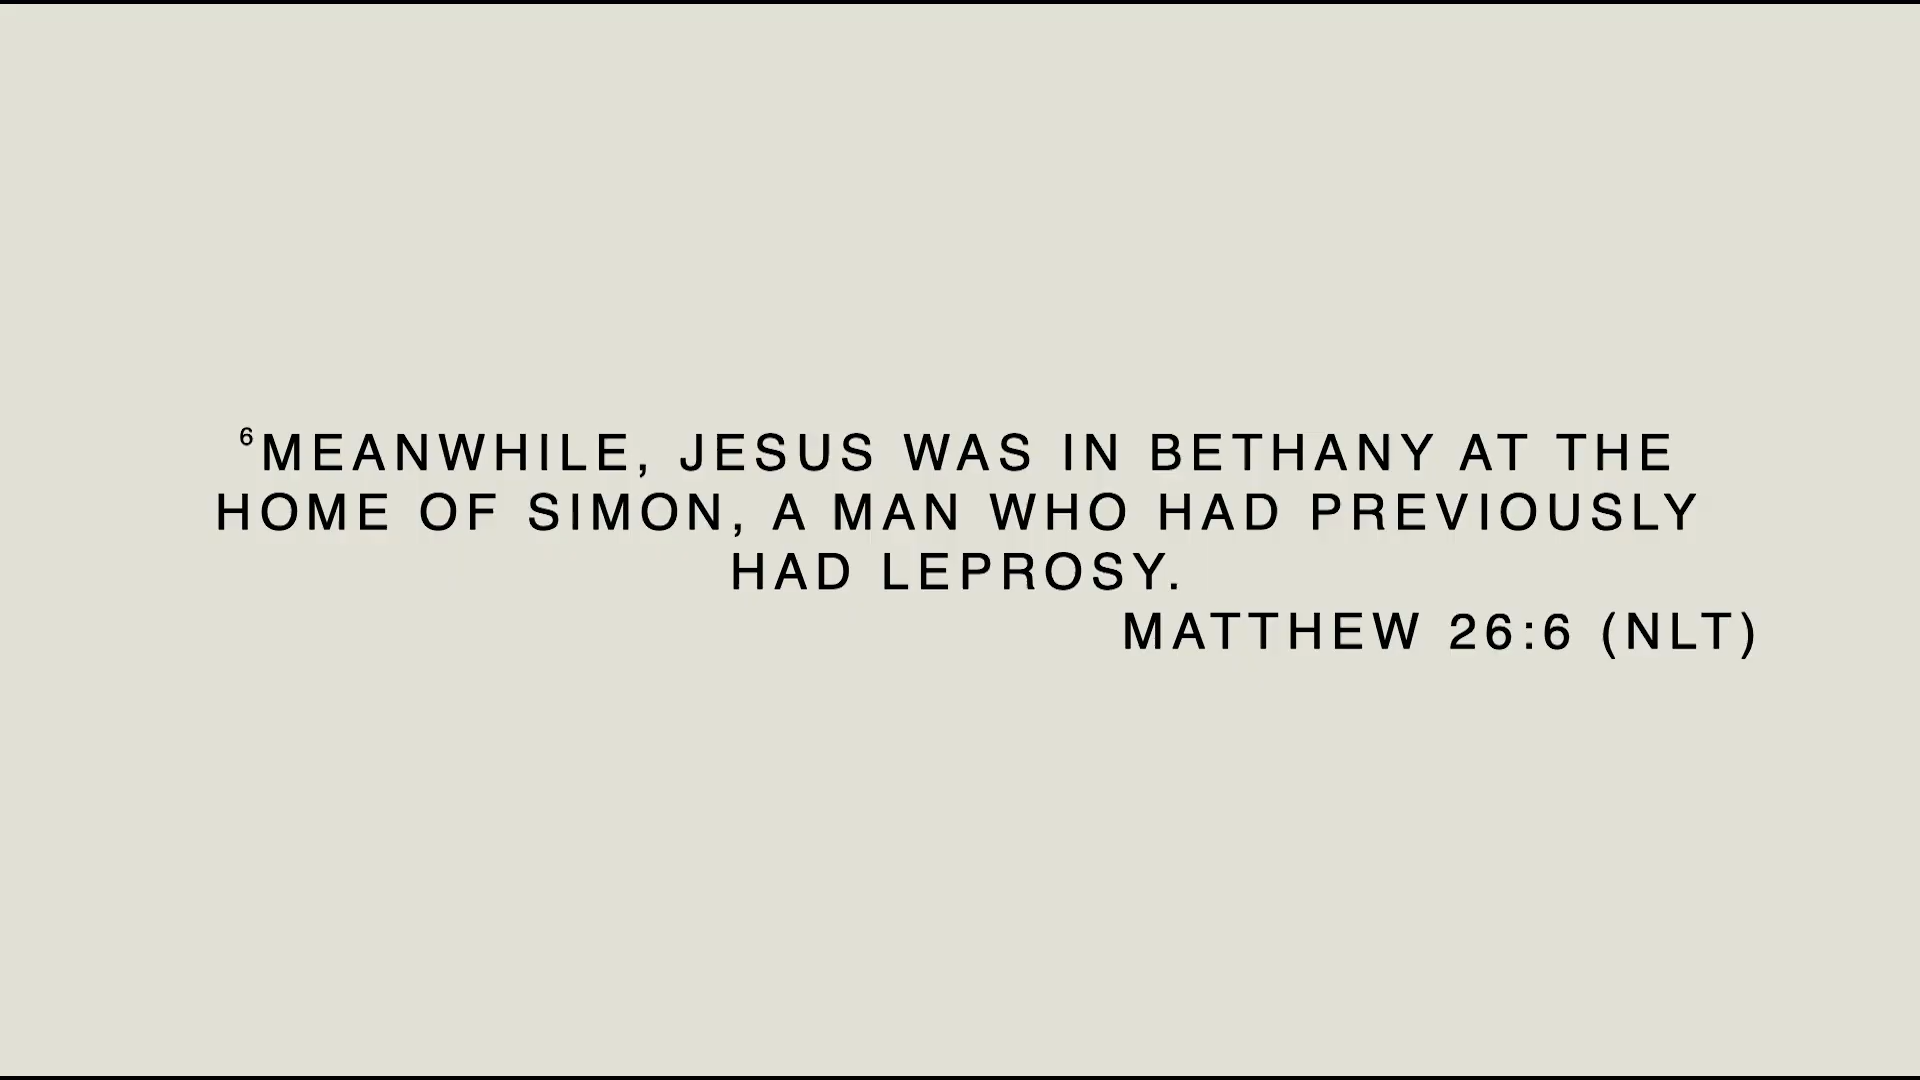 ⁶MEANWHILE, JESUS WAS IN BETHANY AT THE
HOME OF SIMON, A MAN WHO HAD PREVIOUSLY
HAD LEPROSY.
MATTHEW 26:6 (NLT)